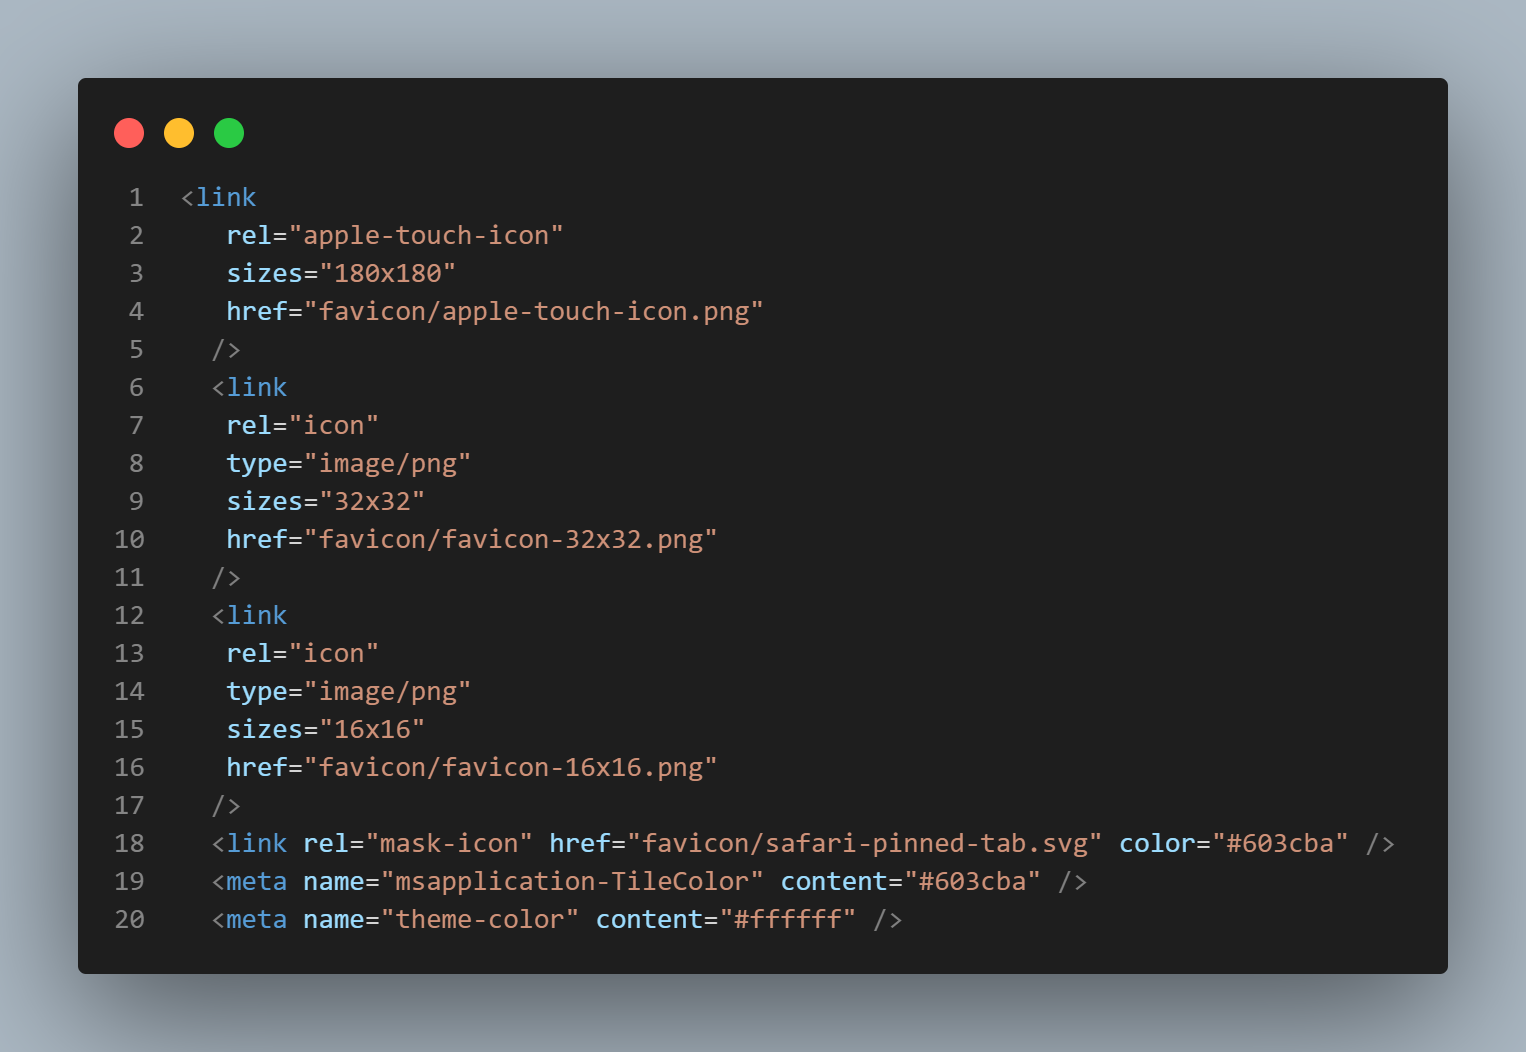 1 <link
2 rel="apple-touch-icon"
3 sizes="180x180"
4 href="favicon/apple-touch-icon.png"
5 />
6 <link
7 rel="icon"
8 type="image/png"
9 sizes="32x32"
10 href="favicon/favicon-32x32.png"
11 />
12 <link
13 rel="icon"
14 type="image/png"
15 sizes="16x16"
16 href="favicon/favicon-16x16.png"
17 />
18 <link rel="mask-icon" href="favicon/safari-pinned-tab.svg" color="#603cba" />
19 <meta name="msapplication-TileColor" content="#603cba" />
20 <meta name="theme-color" content="#ffffff" />